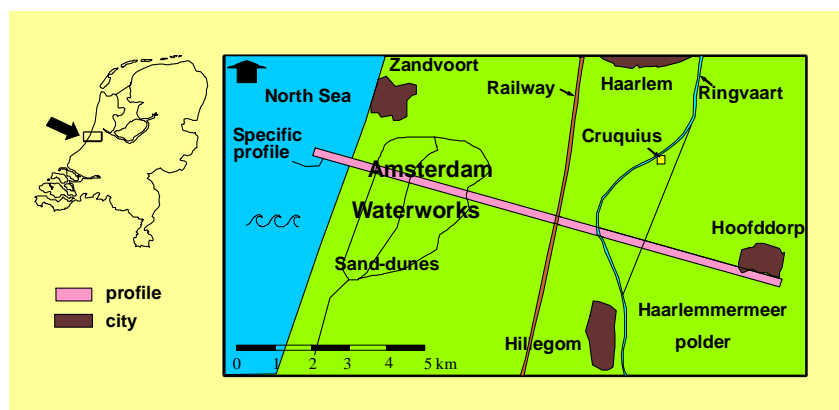 Zandvoort
North Sea
Railway
Haarlem
Ringvaart
Specific
profile
Cruquius
Amsterdam
Waterworks
Hoofddorp
Sand-dunes
profile
city
Haarlemmermeer
polder
Hillegom
0 1 2 3 4 5 km